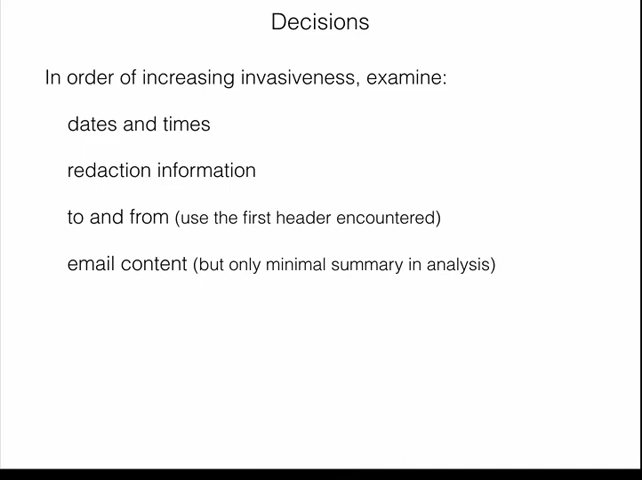 Decisions
In order of increasing invasiveness, examine:
dates and times
redaction information
to and from (use the first header encountered)
email content (but only minimal summary in analysis)